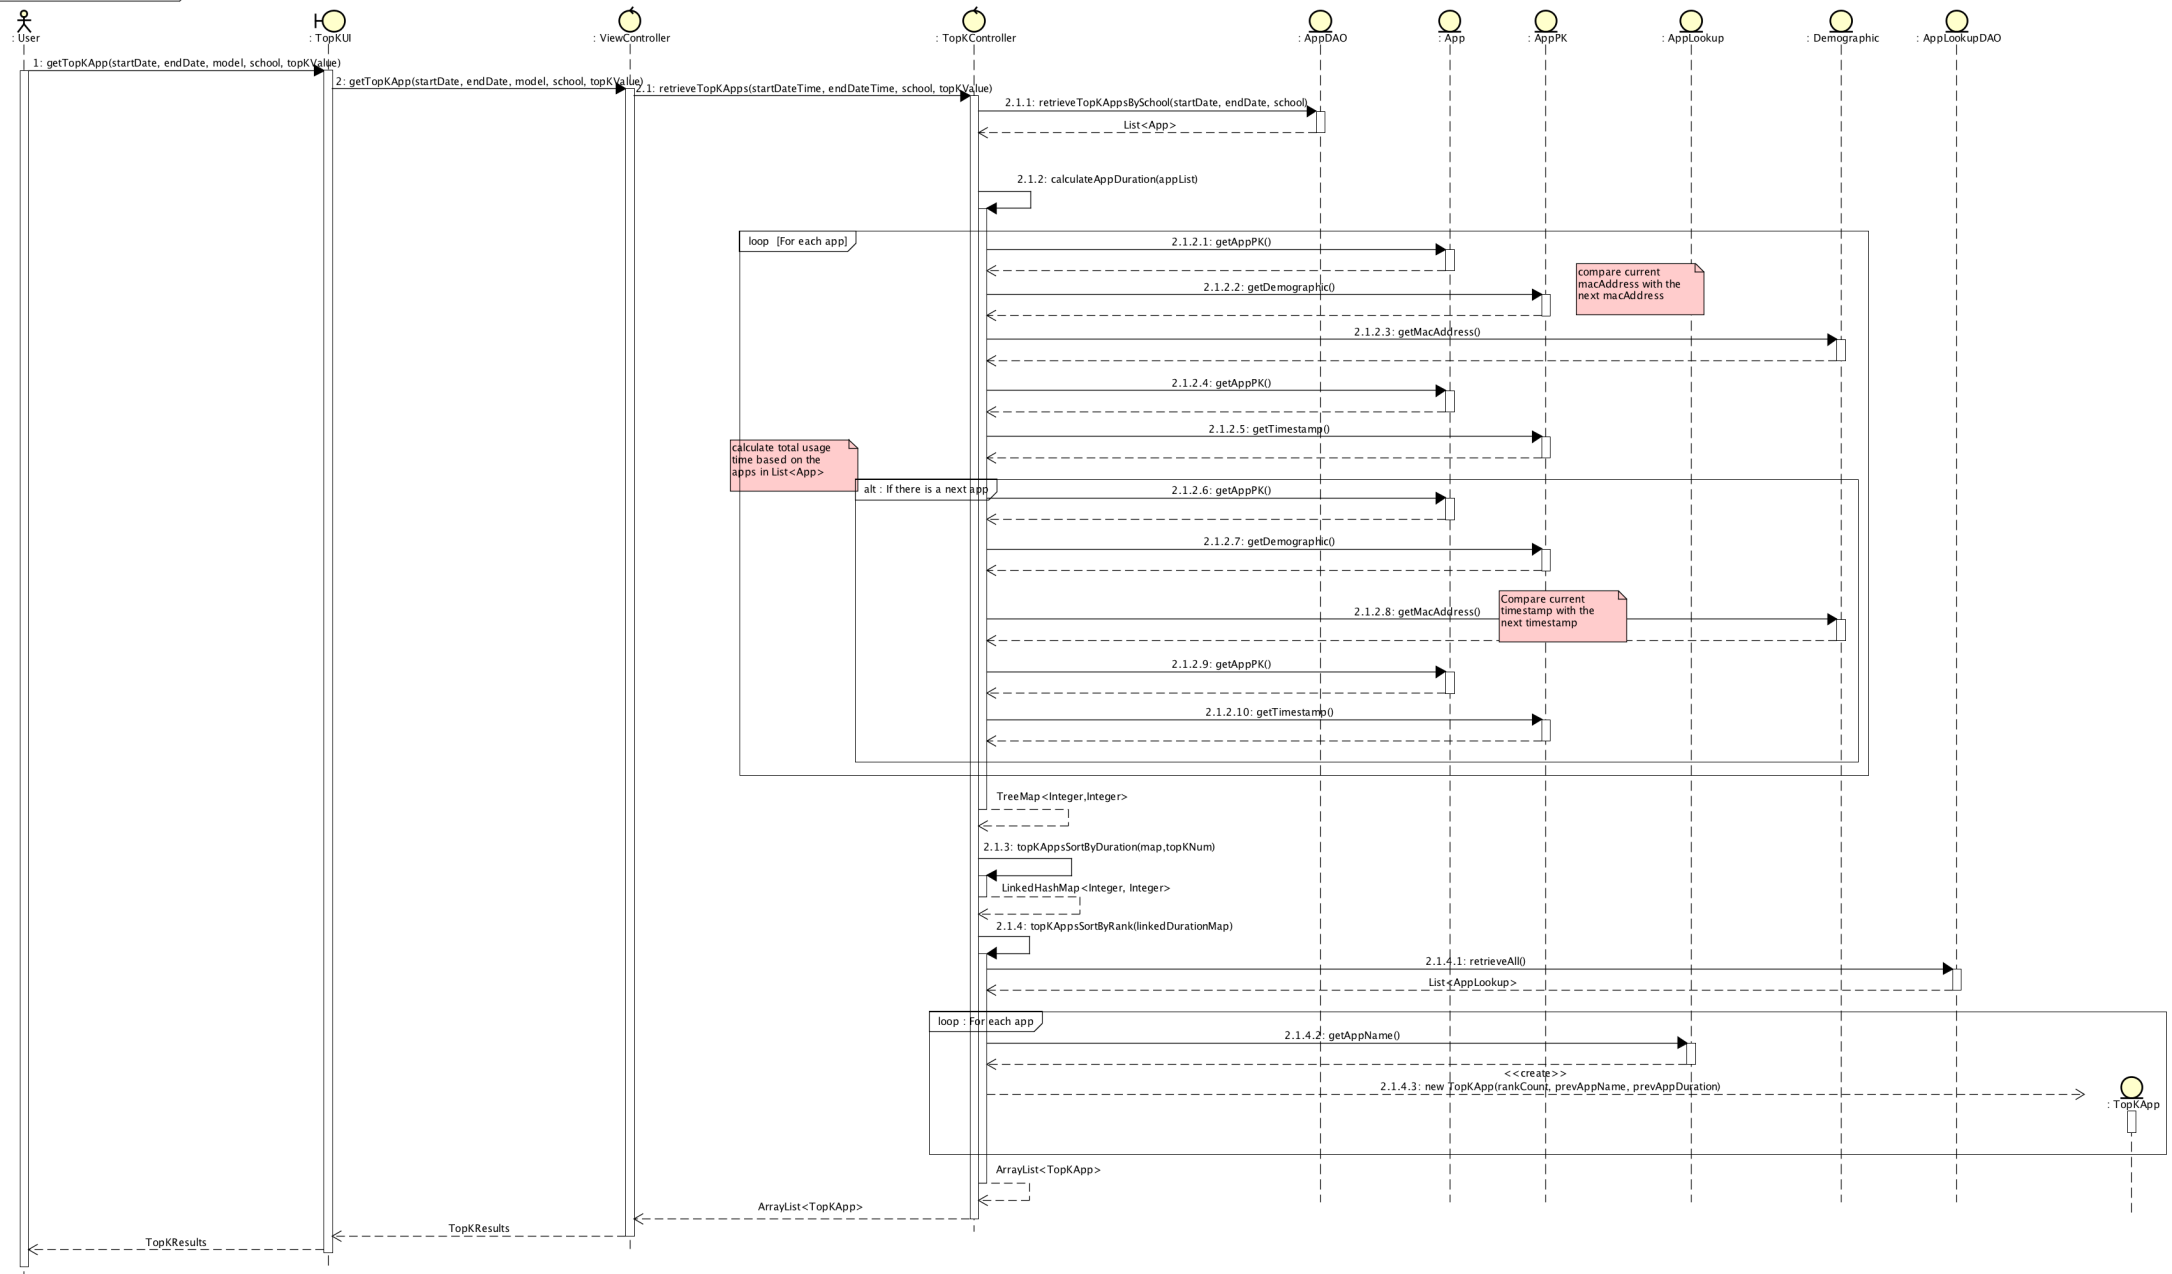 : User
: TopKUI
: ViewController
: TopKController
: AppDAO
: App
: AppPK
: AppLookup
: Demographic
: AppLookupDAO
1: getTopKApp(startDate, endDate, model, school, topKValue)
2: getTopKApp(startDate, endDate, model, school, topKValue)
2.1: retrieveTopKApps(startDateTime, endDateTime, school, topKValue)
2.1.1: retrieveTopKAppsBySchool(startDate, endDate, school)
List<App>
2.1.2: calculateAppDuration(appList)
loop [For each app]
2.1.2.1: getAppPK()
compare current
macAddress with the
next macAddress
2.1.2.2: getDemographic()
2.1.2.3: getMacAddress()
2.1.2.4: getAppPK()
2.1.2.5: getTimestamp()
calculate total usage
time based on the
apps in List<App>
alt : If there is a next app
2.1.2.6: getAppPK()
2.1.2.7: getDemographic()
Compare current
timestamp with the
next timestamp
2.1.2.8: getMacAddress()
2.1.2.9: getAppPK()
2.1.2.10: getTimestamp()
TreeMap<Integer,Integer>
2.1.3: topKAppsSortByDuration(map,topKNum)
LinkedHashMap<Integer, Integer>
2.1.4: topKAppsSortByRank(linkedDurationMap)
2.1.4.1: retrieveAll()
List<AppLookup>
loop : For each app
2.1.4.2: getAppName()
<<create>>
2.1.4.3: new TopKApp(rankCount, prevAppName, prevAppDuration)
: TopKApp
ArrayList<TopKApp>
ArrayList<TopKApp>
TopKResults
TopKResults